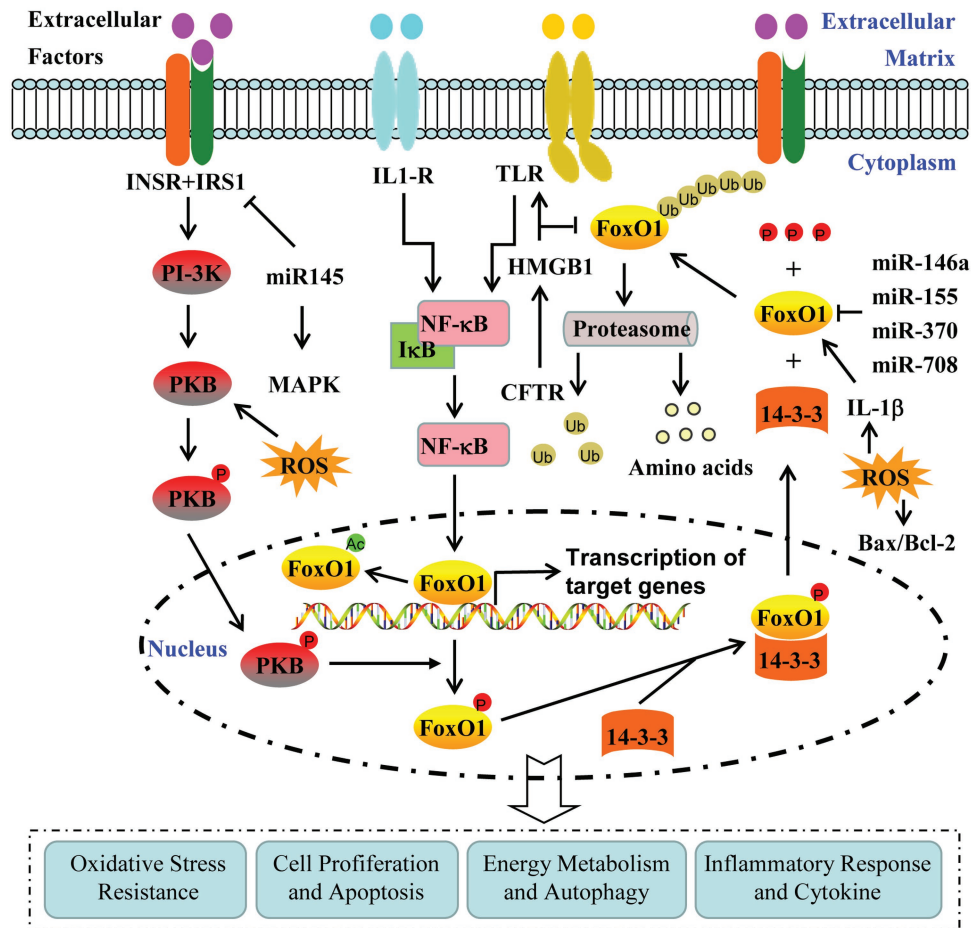 Extracellular
Factors
Extracellular
Matrix
Cytoplasm
INSR+IRS1
IL1-R
TLR
Ub
Ub
Ub
Ub
Ub
FoxO1
P
P
P
+
FoxO1
+
14-3-3
miR-146a
miR-155
miR-370
miR-708
PI-3K
miR145
HMGB1
NF-κB
IκB
Proteasome
PKB
MAPK
CFTR
IL-1β
NF-κB
Ub
Ub
Ub
Amino acids
ROS
ROS
P
PKB
Bax/Bcl-2
Ac
FoxO1
FoxO1
Transcription of
target genes
Nucleus
P
PKB
P
FoxO1
14-3-3
P
FoxO1
14-3-3
Oxidative Stress
Resistance
Cell Profiferation
and Apoptosis
Energy Metabolism
and Autophagy
Inflammatory Response
and Cytokine